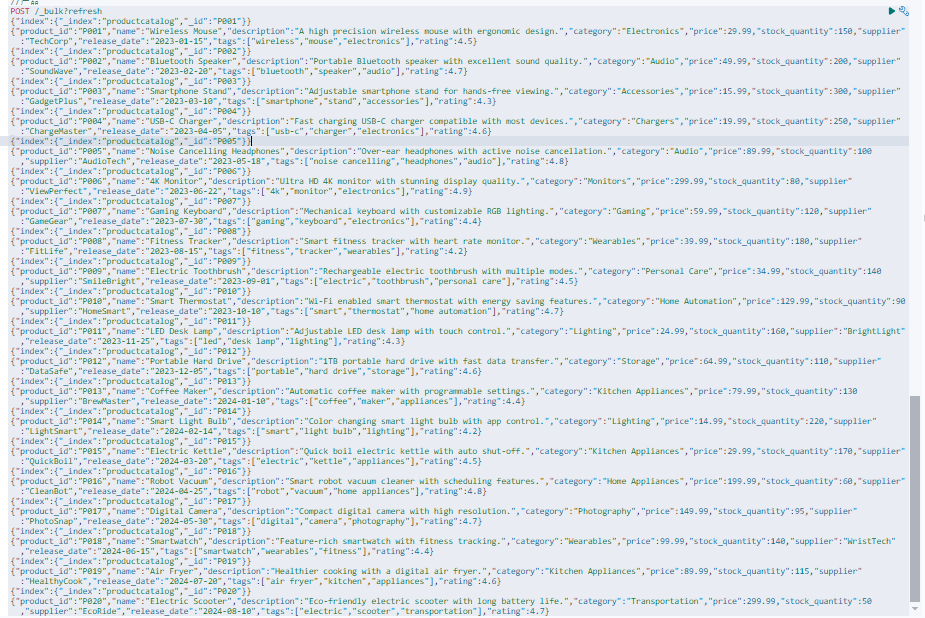 POST /_bulk?refresh
{"index":{"_index":"productcatalog","_id":"P001"}}
{"product_id":"P001","name":"Wireless Mouse","description":"A high precision wireless mouse with ergonomic design.","category":"Electronics","price":29.99,"stock_quantity":150,"supplier"
:"TechCorp","release_date":"2023-01-15","tags":["wireless","mouse","electronics"],"rating":4.5}
{"index":{"_index":"productcatalog","_id":"P002"}}
{"product_id":"P002","name":"Bluetooth Speaker","description":"Portable Bluetooth speaker with excellent sound quality.","category":"Audio","price":49.99,"stock_quantity":200,"supplier"
:"SoundWave","release_date":"2023-02-20","tags":["bluetooth","speaker","audio"],"rating":4.7}
{"index":{"_index":"productcatalog","_id":"P003"}}
{"product_id":"P003","name":"Smartphone Stand","description":"Adjustable smartphone stand for hands-free viewing.","category":"Accessories","price":15.99,"stock_quantity":300,"supplier"
:"GadgetPlus","release_date":"2023-03-10","tags":["smartphone","stand","accessories"],"rating":4.3}
{"index":{"_index":"productcatalog","_id":"P004"}}
{"product_id":"P004","name":"USB-C Charger","description":"Fast charging USB-C charger compatible with most devices.","category":"Chargers","price":19.99,"stock_quantity":250,"supplier"
:"ChargeMaster","release_date":"2023-04-05","tags":["usb-c","charger","electronics"],"rating":4.6}
{"index":{"_index":"productcatalog","_id":"P005"}}
{"product_id":"P005","name":"Noise Cancelling Headphones","description":"Over-ear headphones with active noise cancellation.","category":"Audio","price":89.99,"stock_quantity":100
,"supplier":"AudioTech","release_date":"2023-05-18","tags":["noise cancelling","headphones","audio"],"rating":4.8}
{"index":{"_index":"productcatalog","_id":"P006"}}
{"product_id":"P006","name":"4K Monitor","description":"Ultra HD 4K monitor with stunning display quality.","category":"Monitors","price":299.99,"stock_quantity":80,"supplier"
:"ViewPerfect","release_date":"2023-06-22","tags":["4k","monitor","electronics"],"rating":4.9}
{"index":{"_index":"productcatalog","_id":"P007"}}
{"product_id":"P007","name":"Gaming Keyboard","description":"Mechanical keyboard with customizable RGB lighting.","category":"Gaming","price":59.99,"stock_quantity":120,"supplier"
:"GameGear","release_date":"2023-07-30","tags":["gaming","keyboard","electronics"],"rating":4.4}
{"index":{"_index":"productcatalog","_id":"P008"}}
{"product_id":"P008","name":"Fitness Tracker","description":"Smart fitness tracker with heart rate monitor.","category":"Wearables","price":39.99,"stock_quantity":180,"supplier"
:"FitLife","release_date":"2023-08-15","tags":["fitness","tracker","wearables"],"rating":4.2}
{"index":{"_index":"productcatalog","_id":"P009"}}
{"product_id":"P009","name":"Electric Toothbrush","description":"Rechargeable electric toothbrush with multiple modes.","category":"Personal Care","price":34.99,"stock_quantity":140
,"supplier":"SmileBright","release_date":"2023-09-01","tags":["electric","toothbrush","personal care"],"rating":4.5}
{"index":{"_index":"productcatalog","_id":"P010"}}
{"product_id":"P010","name":"Smart Thermostat","description":"Wi-Fi enabled smart thermostat with energy saving features.","category":"Home Automation","price":129.99,"stock_quantity":90
,"supplier":"HomeSmart","release_date":"2023-10-10","tags":["smart","thermostat","home automation"],"rating":4.7}
{"index":{"_index":"productcatalog","_id":"P011"}}
{"product_id":"P011","name":"LED Desk Lamp","description":"Adjustable LED desk lamp with touch control.","category":"Lighting","price":24.99,"stock_quantity":160,"supplier":"BrightLight"
,"release_date":"2023-11-25","tags":["led","desk lamp","lighting"],"rating":4.3}
{"index":{"_index":"productcatalog","_id":"P012"}}
{"product_id":"P012","name":"Portable Hard Drive","description":"1TB portable hard drive with fast data transfer.","category":"Storage","price":64.99,"stock_quantity":110,"supplier"
:"DataSafe","release_date":"2023-12-05","tags":["portable","hard drive","storage"],"rating":4.6}
{"index":{"_index":"productcatalog","_id":"P013"}}
{"product_id":"P013","name":"Coffee Maker","description":"Automatic coffee maker with programmable settings.","category":"Kitchen Appliances","price":79.99,"stock_quantity":130
,"supplier":"BrewMaster","release_date":"2024-01-10","tags":["coffee","maker","appliances"],"rating":4.4}
{"index":{"_index":"productcatalog","_id":"P014"}}
{"product_id":"P014","name":"Smart Light Bulb","description":"Color changing smart light bulb with app control.","category":"Lighting","price":14.99,"stock_quantity":220,"supplier"
:"LightSmart","release_date":"2024-02-14","tags":["smart","light bulb","lighting"],"rating":4.2}
{"index":{"_index":"productcatalog","_id":"P015"}}
{"product_id":"P015","name":"Electric Kettle","description":"Quick boil electric kettle with auto shut-off.","category":"Kitchen Appliances","price":29.99,"stock_quantity":170,"supplier"
:"QuickBoil","release_date":"2024-03-20","tags":["electric","kettle","appliances"],"rating":4.5}
{"index":{"_index":"productcatalog","_id":"P016"}}
{"product_id":"P016","name":"Robot Vacuum","description":"Smart robot vacuum cleaner with scheduling features.","category":"Home Appliances","price":199.99,"stock_quantity":60,"supplier"
:"CleanBot","release_date":"2024-04-25","tags":["robot","vacuum","home appliances"],"rating":4.8}
{"index":{"_index":"productcatalog","_id":"P017"}}
{"product_id":"P017","name":"Digital Camera","description":"Compact digital camera with high resolution.","category":"Photography","price":149.99,"stock_quantity":95,"supplier"
:"PhotoSnap","release_date":"2024-05-30","tags":["digital","camera","photography"],"rating":4.7}
{"index":{"_index":"productcatalog","_id":"P018"}}
{"product_id":"P018","name":"Smartwatch","description":"Feature-rich smartwatch with fitness tracking.","category":"Wearables","price":99.99,"stock_quantity":140,"supplier":"WristTech"
,"release_date":"2024-06-15","tags":["smartwatch","wearables","fitness"],"rating":4.4}
{"index":{"_index":"productcatalog","_id":"P019"}}
{"product_id":"P019","name":"Air Fryer","description":"Healthier cooking with a digital air fryer.","category":"Kitchen Appliances","price":89.99,"stock_quantity":115,"supplier"
:"HealthyCook","release_date":"2024-07-20","tags":["air fryer","kitchen","appliances"],"rating":4.6}
{"index":{"_index":"productcatalog","_id":"P020"}}
{"product_id":"P020","name":"Electric Scooter","description":"Eco-friendly electric scooter with long battery life.","category":"Transportation","price":299.99,"stock_quantity":50
,"supplier":"EcoRide","release_date":"2024-08-10","tags":["electric","scooter","transportation"],"rating":4.7}